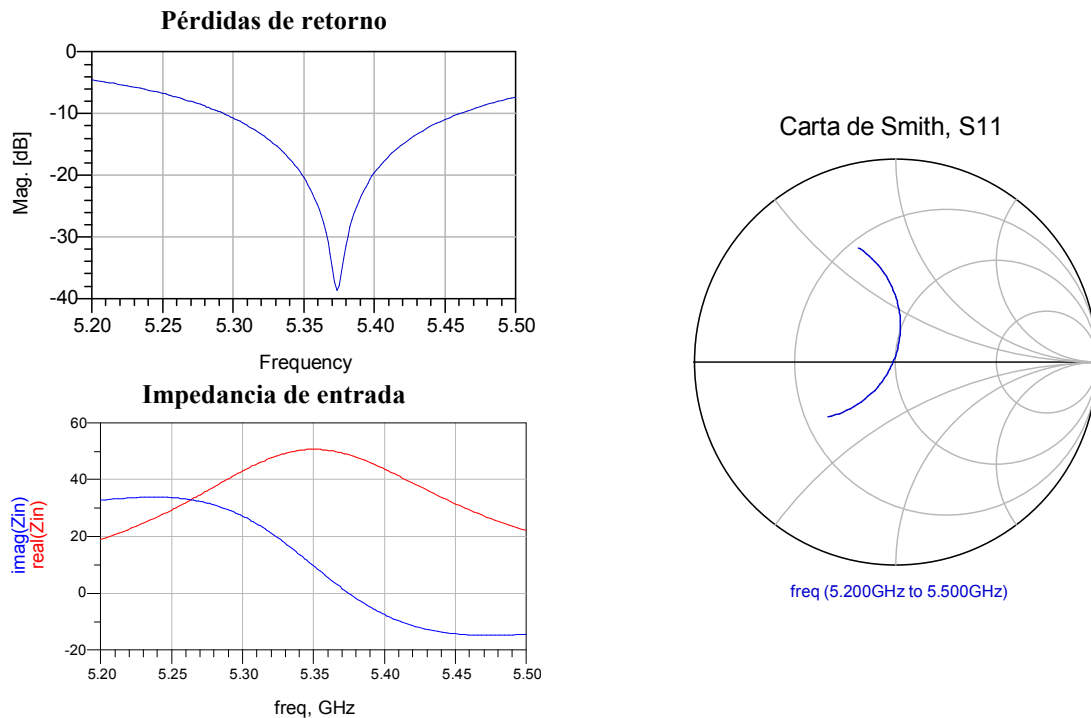 Pérdidas de retorno
0
-10
-20
-30
-40
Mag. [dB]
5.20 5.25 5.30 5.35 5.40 5.45 5.50
Frequency
Impedancia de entrada
60
40
20
0
-20
imag(Zin)
real(Zin)
5.20 5.25 5.30 5.35 5.40 5.45 5.50
freq, GHz
Carta de Smith, S11
freq (5.200GHz to 5.500GHz)